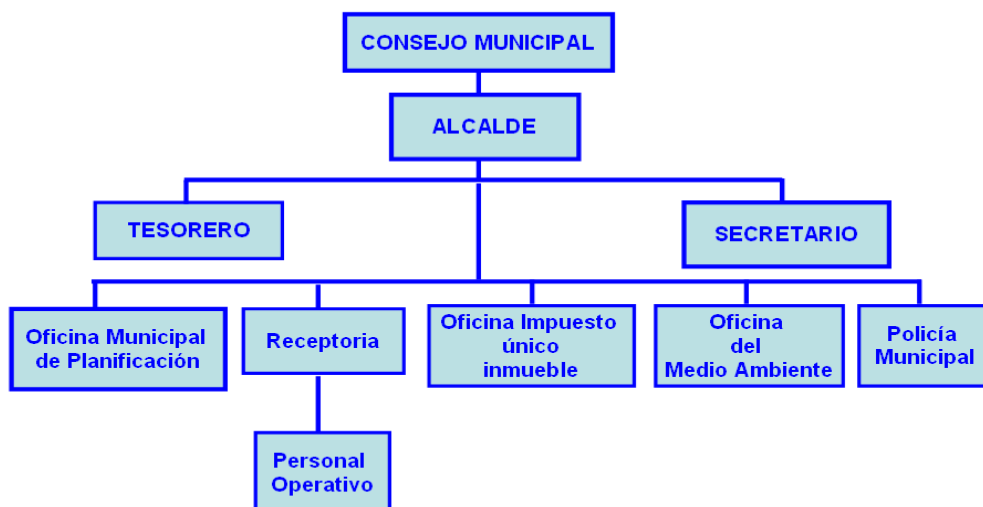 CONSEJO MUNICIPAL
ALCALDE
TESORERO
SECRETARIO
Oficina Municipal
de Planificación
Receptoria
Oficina Impuesto
único
inmueble
Oficina
del
Medio Ambiente
Policía
Municipal
Personal
Operativo